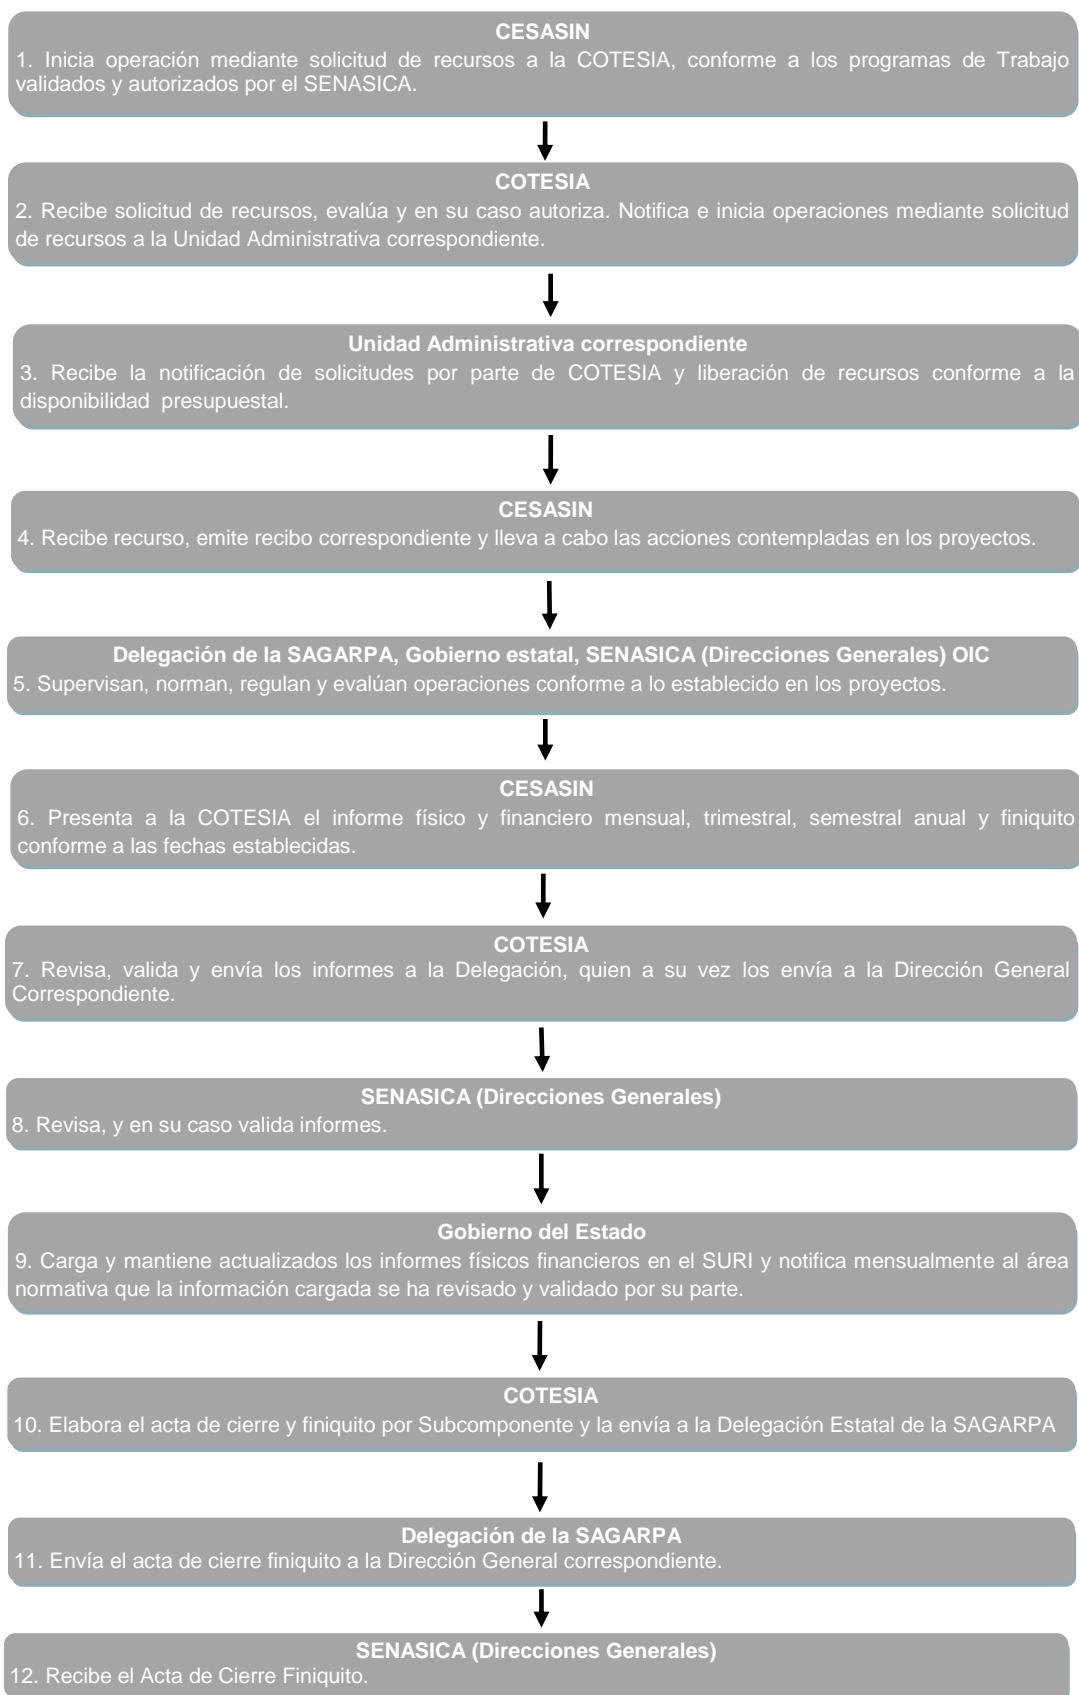 CESASIN
1. Inicia operación mediante solicitud de recursos a la COTESIA, conforme a los programas de Trabajo
validados y autorizados por el SENASICA.
COTESIA
2. Recibe solicitud de recursos, evalúa y en su caso autoriza. Notifica e inicia operaciones mediante solicitud
de recursos a la Unidad Administrativa correspondiente.
Unidad Administrativa correspondiente
3. Recibe la notificación de solicitudes por parte de COTESIA y liberación de recursos conforme a la
disponibilidad presupuestal.
CESASIN
4. Recibe recurso, emite recibo correspondiente y lleva a cabo las acciones contempladas en los proyectos.
Delegación de la SAGARPA, Gobierno estatal, SENASICA (Direcciones Generales) OIC
5. Supervisan, norman, regulan y evalúan operaciones conforme a lo establecido en los proyectos.
CESASIN
6. Presenta a la COTESIA el informe físico y financiero mensual, trimestral, semestral anual y finiquito
conforme a las fechas establecidas.
COTESIA
7. Revisa, valida y envía los informes a la Delegación, quien a su vez los envía a la Dirección General
Correspondiente.
SENASICA (Direcciones Generales)
8. Revisa, y en su caso valida informes.
Gobierno del Estado
9. Carga y mantiene actualizados los informes físicos financieros en el SURI y notifica mensualmente al área
normativa que la información cargada se ha revisado y validado por su parte.
COTESIA
10. Elabora el acta de cierre y finiquito por Subcomponente y la envía a la Delegación Estatal de la SAGARPA
Delegación de la SAGARPA
11. Envía el acta de cierre finiquito a la Dirección General correspondiente.
SENASICA (Direcciones Generales)
12. Recibe el Acta de Cierre Finiquito.